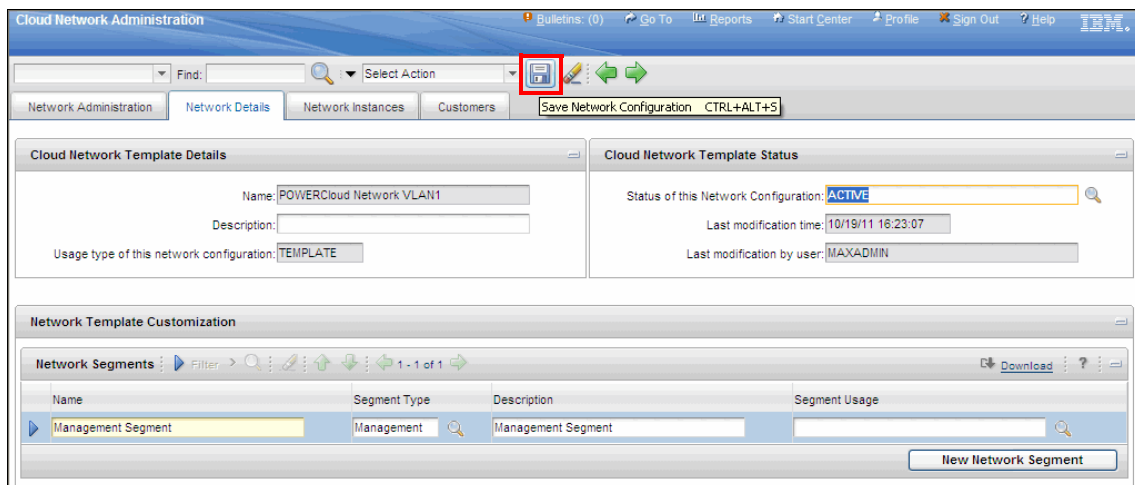 Cloud Network Administration
Bulletins: (0) Go To Reports Start Center Profile Sign Out Help IBM.
Find: Select Action
Save Network Configuration CTRL+ALT+S
Network Administration Network Details Network Instances Customers
Cloud Network Template Details
Name: POWERCloud Network VLAN1
Description:
Usage type of this network configuration: TEMPLATE
Cloud Network Template Status
Status of this Network Configuration: ACTIVE
Last modification time: 10/19/11 16:23:07
Last modification by user: MAXADMIN
Network Template Customization
Network Segments Filter 1 - 1 of 1 Download ?
Name Segment Type Description Segment Usage
Management Segment Management Management Segment
New Network Segment